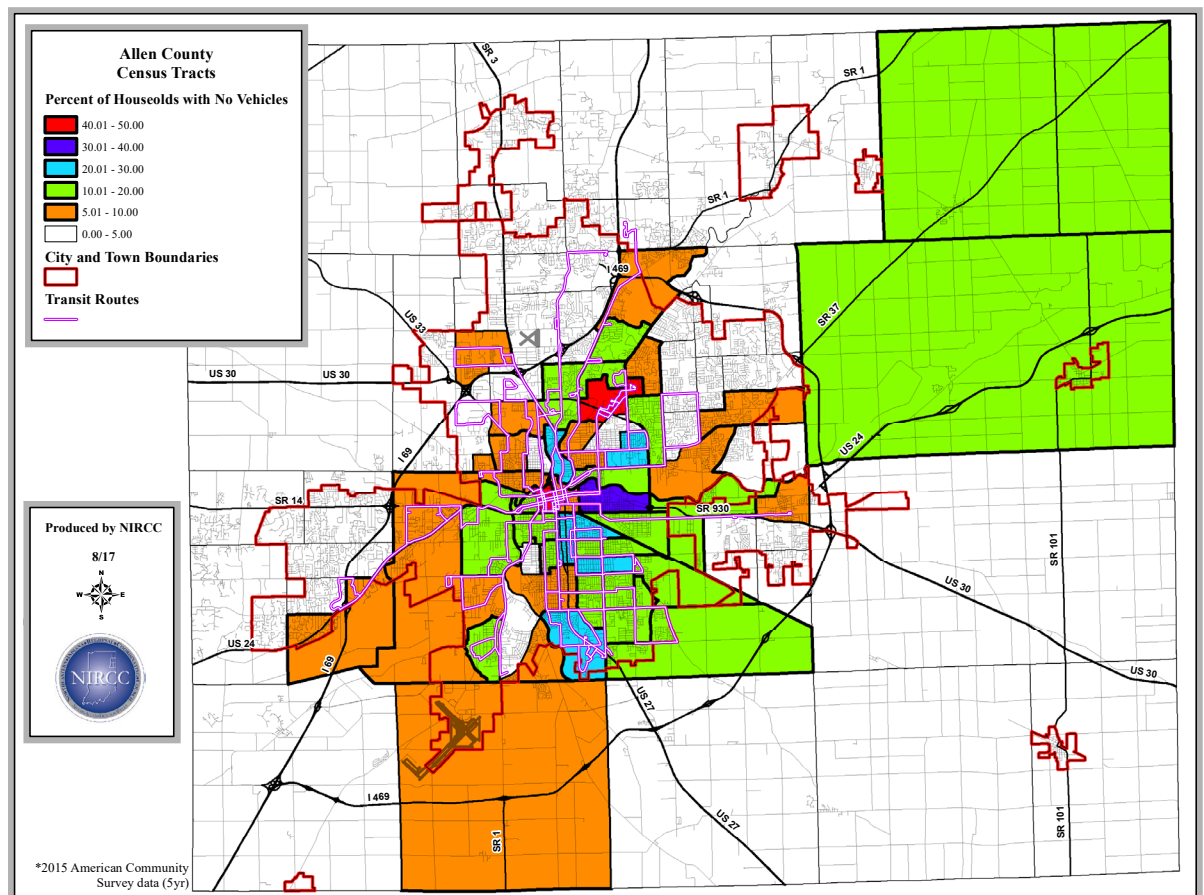 Allen County
Census Tracts
Percent of Houseolds with No Vehicles
40.01 - 50.00
30.01 - 40.00
20.01 - 30.00
10.01 - 20.00
5.01 - 10.00
0.00 - 5.00
City and Town Boundaries
Transit Routes
SR 3
SR 1
SR 1
I 469
US 33
SR 37
US 30
US 30
US 24
I 69
SR 14
SR 930
SR 101
US 30
US 24
I 69
US 30
US 27
I 469
SR 1
US 27
SR 101
Produced by NIRCC
8/17
N
W
E
S
NIRCC
*2015 American Community
Survey data (5yr)